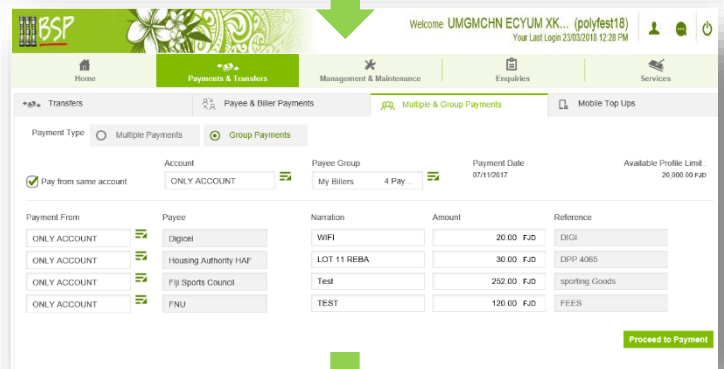 BSP
Welcome UMGMCHN ECYUM XK... (polyfest18)
Your Last Login 23/03/2018 12:28 PM
Home Payments & Transfers Management & Maintenance Enquiries Services
Transfers Payee & Biller Payments Multiple & Group Payments Mobile Top Ups
Payment Type Multiple Payments Group Payments
Account Payee Group Payment Date Available Profile Limit :
Pay from same account ONLY ACCOUNT My Billers 4 Pay... 07/11/2017 20,000.00 FJD
Payment From Payee Narration Amount Reference
ONLY ACCOUNT Digicel WIFI 20.00 FJD DIGI
ONLY ACCOUNT Housing Authority HAF LOT 11 REBA 30.00 FJD DPP 4065
ONLY ACCOUNT Fiji Sports Council Test 252.00 FJD sporting Goods
ONLY ACCOUNT FNU TEST 120.00 FJD FEES
Proceed to Payment